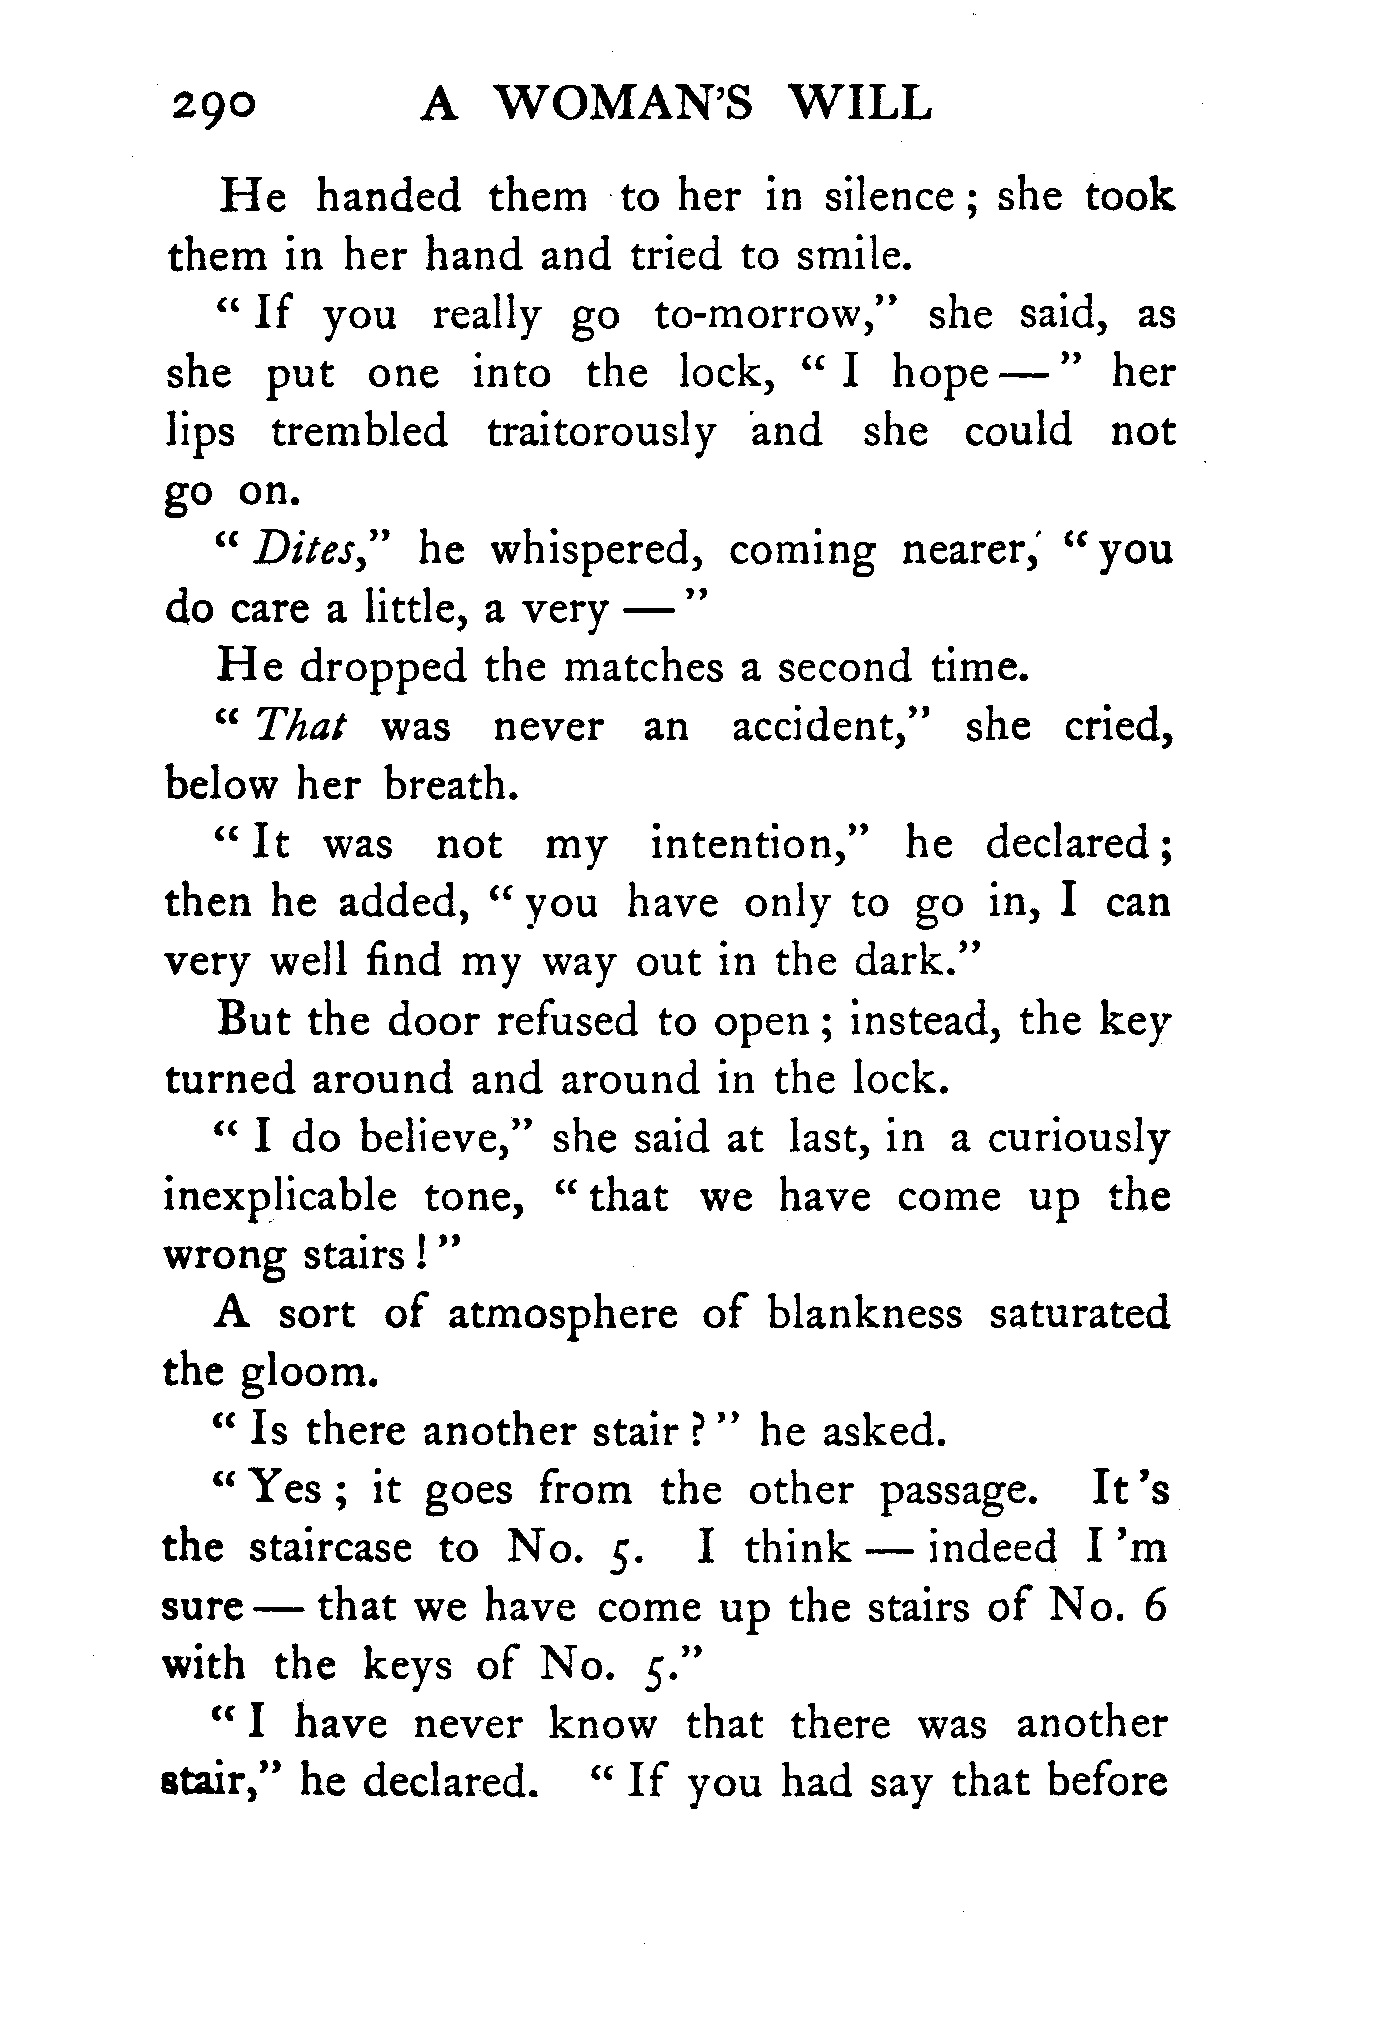 290 A WOMAN'S WILL
He handed them to her in silence; she took
them in her hand and tried to smile.
"If you really go to-morrow," she said, as
she put one into the lock, "I hope—" her
lips trembled traitorously and she could not
go on.
"Dites," he whispered, coming nearer, "you
do care a little, a very —"
He dropped the matches a second time.
"That was never an accident," she cried,
below her breath.
"It was not my intention," he declared;
then he added, "you have only to go in, I can
very well find my way out in the dark."
But the door refused to open; instead, the key
turned around and around in the lock.
"I do believe," she said at last, in a curiously
inexplicable tone, "that we have come up the
wrong stairs!"
A sort of atmosphere of blankness saturated
the gloom.
"Is there another stair?" he asked.
"Yes; it goes from the other passage. It's
the staircase to No. 5. I think — indeed I'm
sure — that we have come up the stairs of No. 6
with the keys of No. 5."
"I have never know that there was another
stair," he declared. "If you had say that before